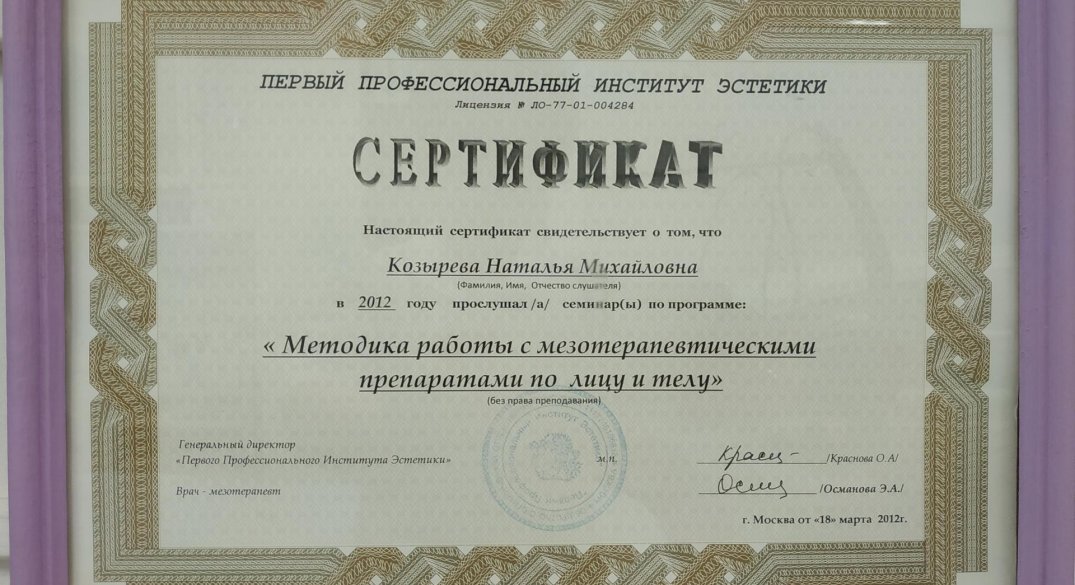 ПЕРВЫЙ ПРОФЕССИОНАЛЬНЫЙ ИНСТИТУТ ЭСТЕТИКИ
Лицензия № ЛО-77-01-004284
СЕРТИФИКАТ
Настоящий сертификат свидетельствует о том, что
Козырева Наталья Михайловна
(Фамилия, Имя, Отчество слушателя)
в 2012 году прослушал /а/ семинар(ы) по программе:
« Методика работы с мезотерапевтическими
препаратами по лицу и телу»
(без права преподавания)
Генеральный директор
«Первого Профессионального Института Эстетики» м.п. /Краснова О.А/
Врач - мезотерапевт /Османова Э.А./
г. Москва от «18» марта 2012г.